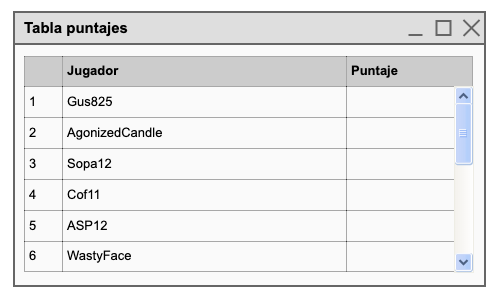 Tabla puntajes
Jugador Puntaje
1 Gus825
2 AgonizedCandle
3 Sopa12
4 Cof11
5 ASP12
6 WastyFace